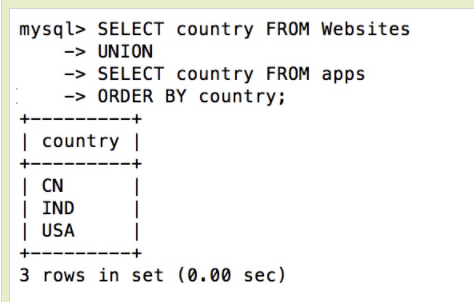 mysql> SELECT country FROM Websites
    -> UNION
    -> SELECT country FROM apps
    -> ORDER BY country;
+---------+
| country |
+---------+
| CN      |
| IND     |
| USA     |
+---------+
3 rows in set (0.00 sec)